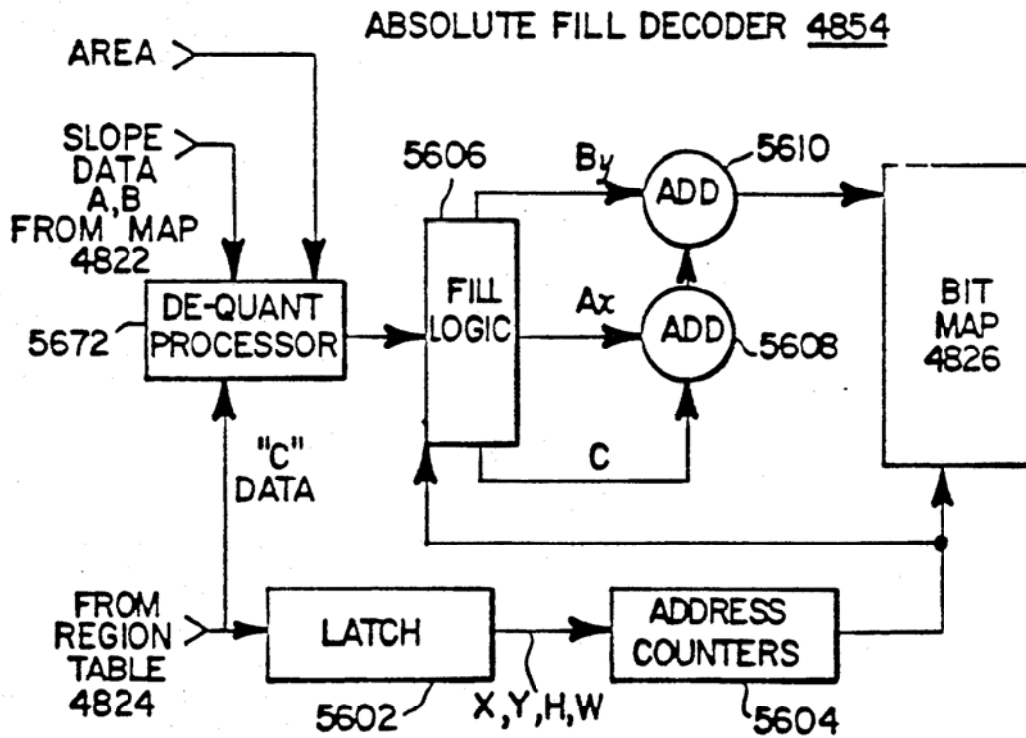 ABSOLUTE FILL DECODER 4854
AREA
SLOPE
DATA
A,B
FROM MAP
4822
5606
By
ADD
5610
DE-QUANT
PROCESSOR
5672
FILL
LOGIC
Ax
ADD
5608
BIT
MAP
4826
"C"
DATA
C
FROM
REGION
TABLE
4824
LATCH
5602
X,Y,H,W
ADDRESS
COUNTERS
5604